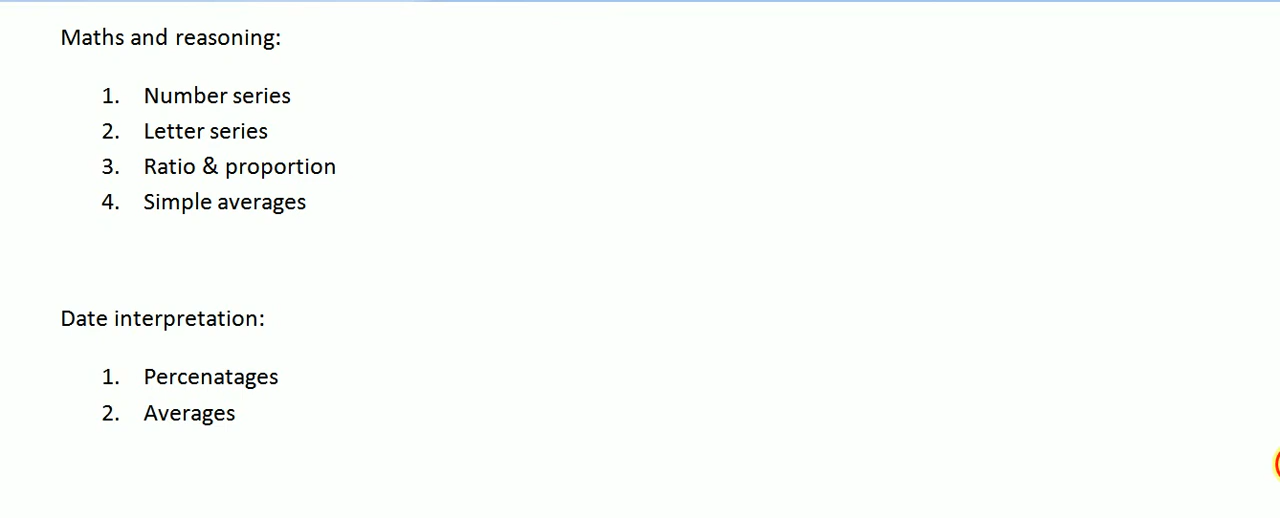 Maths and reasoning:
1. Number series
2. Letter series
3. Ratio & proportion
4. Simple averages
Date interpretation:
1. Percenatages
2. Averages